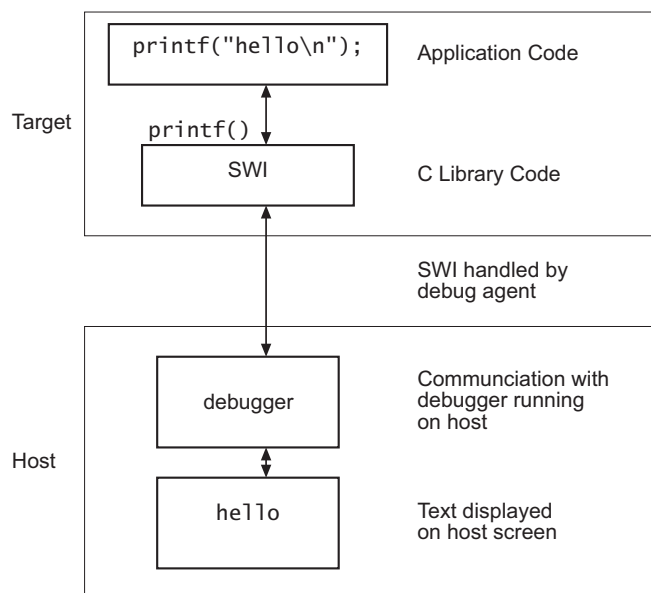 printf("hello\n");
Application Code
Target
printf()
SWI
C Library Code
SWI handled by
debug agent
debugger
Communciation with
debugger running
on host
Host
hello
Text displayed
on host screen